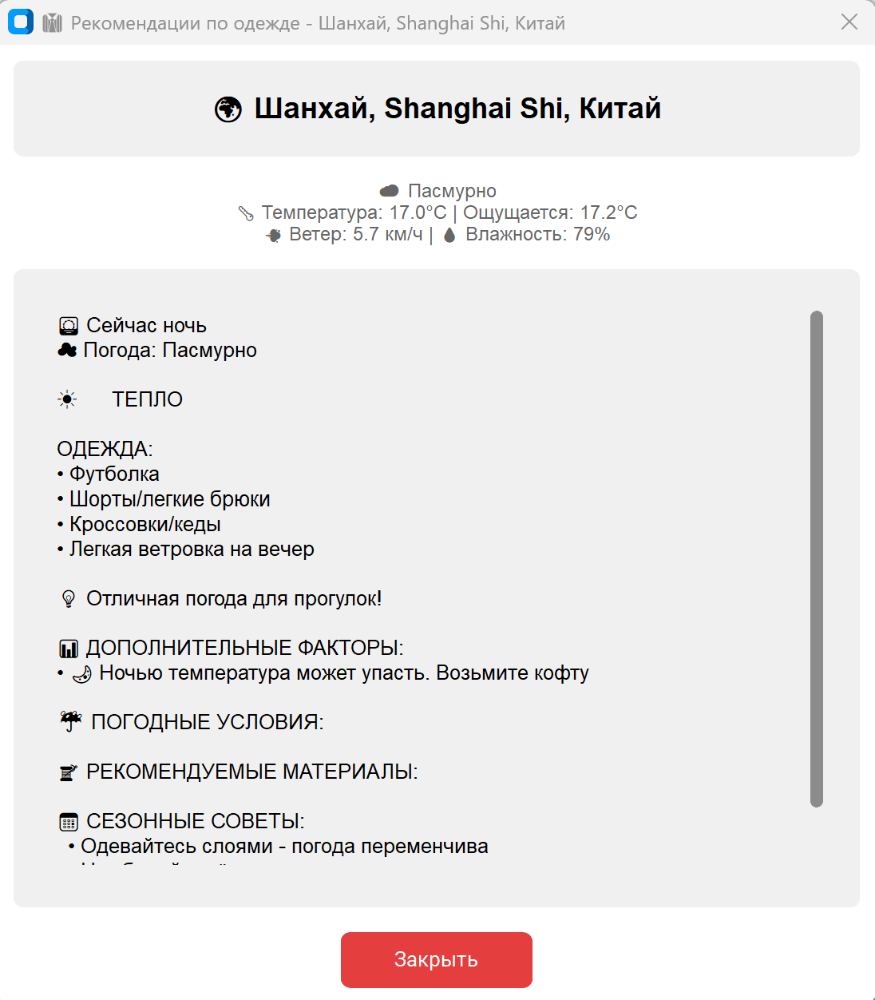 Рекомендации по одежде - Шанхай, Shanghai Shi, Китай
Шанхай, Shanghai Shi, Китай
Пасмурно
Температура: 17.0°C | Ощущается: 17.2°C
Ветер: 5.7 км/ч | Влажность: 79%
Сейчас ночь
Погода: Пасмурно
ТЕПЛО
ОДЕЖДА:
• Футболка
• Шорты/легкие брюки
• Кроссовки/кеды
• Легкая ветровка на вечер
Отличная погода для прогулок!
ДОПОЛНИТЕЛЬНЫЕ ФАКТОРЫ:
• Ночью температура может упасть. Возьмите кофту
ПОГОДНЫЕ УСЛОВИЯ:
РЕКОМЕНДУЕМЫЕ МАТЕРИАЛЫ:
СЕЗОННЫЕ СОВЕТЫ:
• Одевайтесь слоями - погода переменчива
Закрыть